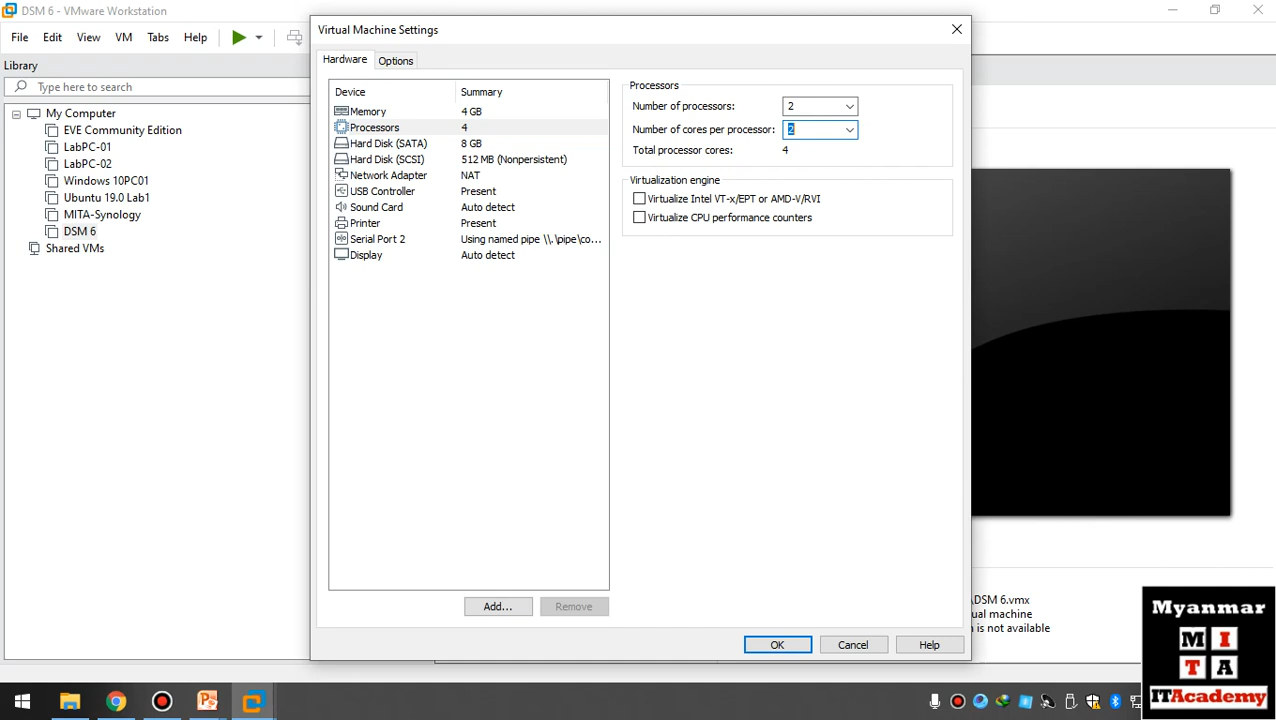 DSM 6 - VMware Workstation
File Edit View VM Tabs Help
Library
Type here to search
My Computer
EVE Community Edition
LabPC-01
LabPC-02
Windows 10PC01
Ubuntu 19.0 Lab1
MITA-Synology
DSM 6
Shared VMs
Virtual Machine Settings
Hardware Options
Device Summary
Memory 4 GB
Processors 4
Hard Disk (SATA) 8 GB
Hard Disk (SCSI) 512 MB (Nonpersistent)
Network Adapter NAT
USB Controller Present
Sound Card Auto detect
Printer Present
Serial Port 2 Using named pipe \\.\pipe\co...
Display Auto detect
Add... Remove
Processors
Number of processors: 2
Number of cores per processor: 2
Total processor cores: 4
Virtualization engine
Virtualize Intel VT-x/EPT or AMD-V/RVI
Virtualize CPU performance counters
OK Cancel Help
\DSM 6.vmx
ual machine
n is not available
Myanmar
M I
T A
ITAcademy